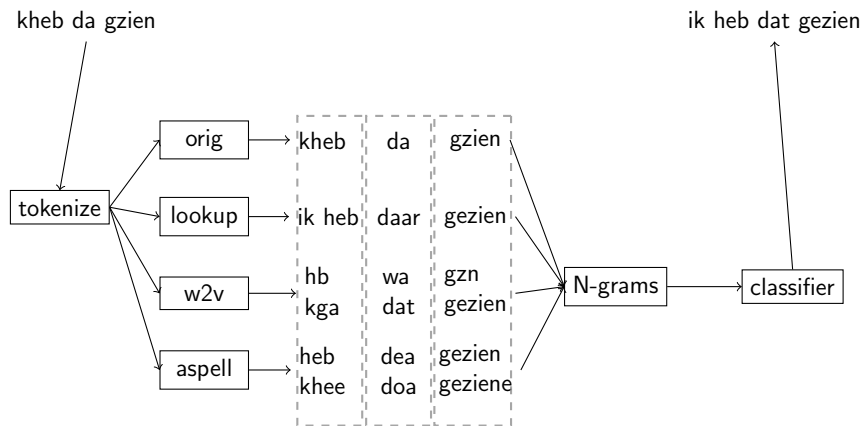 kheb da gzien
ik heb dat gezien
orig
kheb da gzien
tokenize
lookup
ik heb daar gezien
w2v
hb wa gzn
kga dat gezien
N-grams
classifier
aspell
heb dea gezien
khee doa geziene